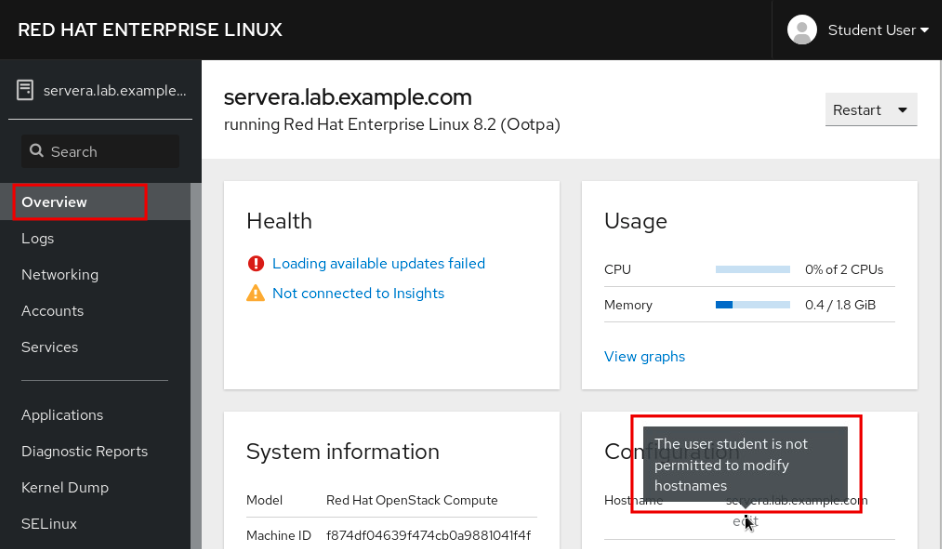 RED HAT ENTERPRISE LINUX
Student User
servera.lab.example...
Search
Overview
Logs
Networking
Accounts
Services
Applications
Diagnostic Reports
Kernel Dump
SELinux
servera.lab.example.com
running Red Hat Enterprise Linux 8.2 (Ootpa)
Restart
Health
Loading available updates failed
Not connected to Insights
Usage
CPU 0% of 2 CPUs
Memory 0.4 / 1.8 GiB
View graphs
System information
Model Red Hat OpenStack Compute
Machine ID f874df04639f474cb0a9881041f4f
Configuration
The user student is not
permitted to modify
hostnames
Hostname servera.lab.example.com
edit